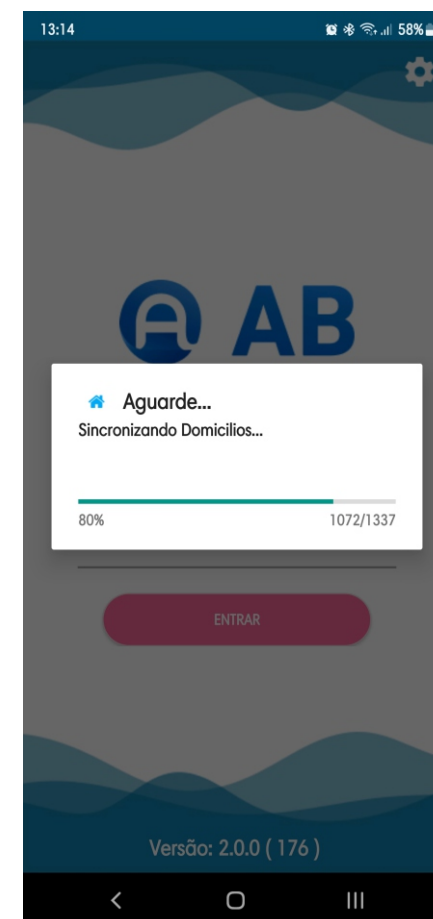 13:14
58%
AB
Aguarde...
Sincronizando Domicilios...
80%
1072/1337
ENTRAR
Versão: 2.0.0 ( 176 )